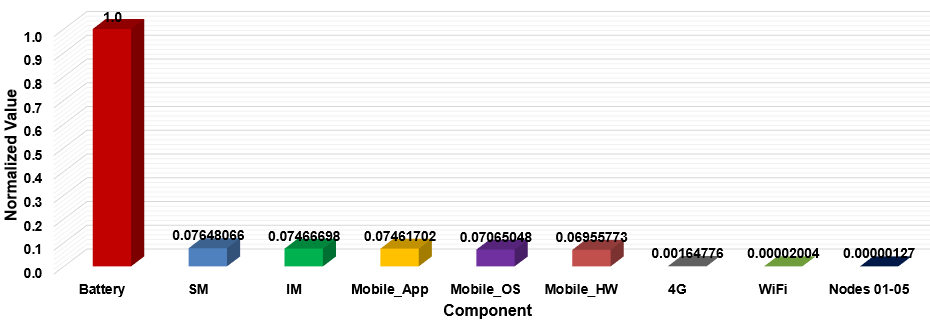 Normalized Value
1.0
0.9
0.8
0.7
0.6
0.5
0.4
0.3
0.2
0.1
0.0
1.0
0.07648066
0.07466698
0.07461702
0.07065048
0.06955773
0.00164776
0.00002004
0.00000127
Battery
SM
IM
Mobile_App
Mobile_OS
Mobile_HW
4G
WiFi
Nodes 01-05
Component